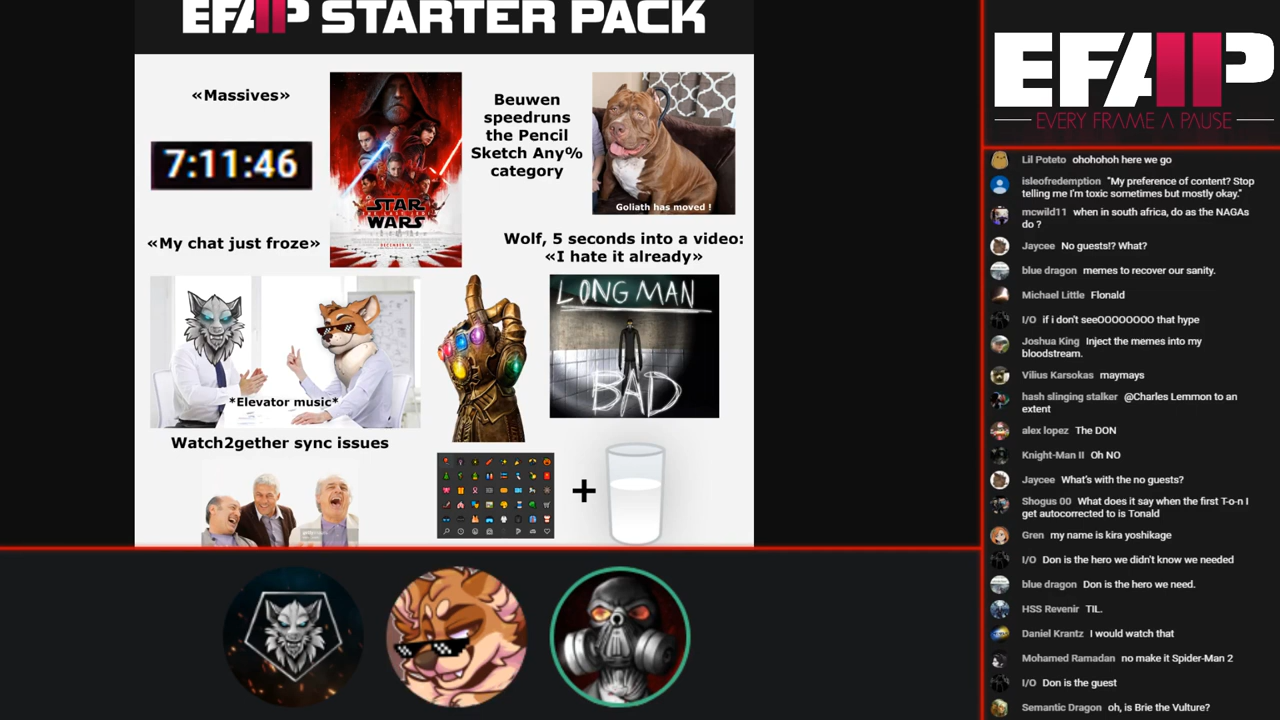 EFAP STARTER PACK
«Massives»
7:11:46
«My chat just froze»
STAR
WARS
Beuwen
speedruns
the Pencil
Sketch Any%
category
Goliath has moved !
Wolf, 5 seconds into a video:
«I hate it already»
*Elevator music*
LONG MAN
BAD
Watch2gether sync issues
+
EFAP
EVERY FRAME A PAUSE
Lil Poteto ohohohoh here we go
isleofredemption "My preference of content? Stop
telling me I'm toxic sometimes but mostly okay."
mcwild11 when in south africa, do as the NAGAs
do ?
Jaycee No guests!? What?
blue dragon memes to recover our sanity.
Michael Little Flonald
I/O if i don't seeOOOOOOOO that hype
Joshua King Inject the memes into my
bloodstream.
Vilius Karsokas maymays
hash slinging stalker @Charles Lemmon to an
extent
alex lopez The DON
Knight-Man II Oh NO
Jaycee What's with the no guests?
Shogus 00 What does it say when the first T-o-n I
get autocorrected to is Tonald
Gren my name is kira yoshikage
I/O Don is the hero we didn't know we needed
blue dragon Don is the hero we need.
HSS Revenir TIL.
Daniel Krantz I would watch that
Mohamed Ramadan no make it Spider-Man 2
I/O Don is the guest
Semantic Dragon oh, is Brie the Vulture?